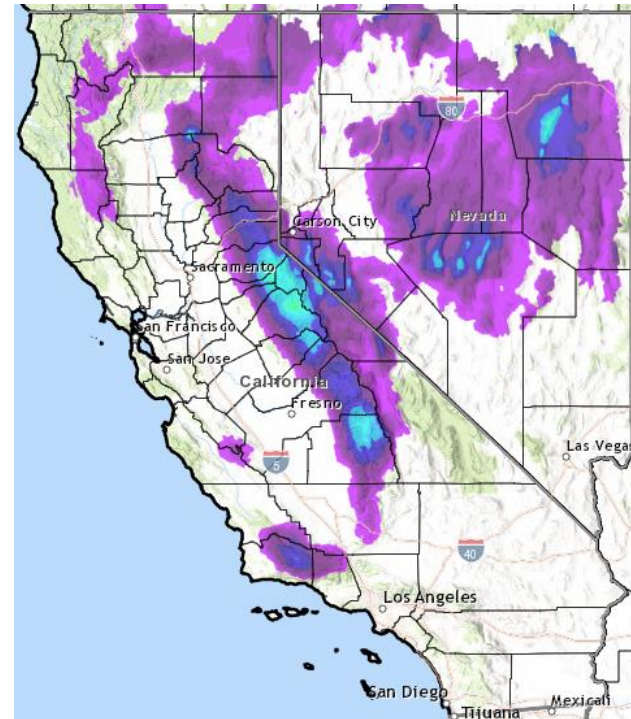 80
Nevada
Carson City
Sacramento
San Francisco
San Jose
California
Fresno
5
Las Vegas
40
Los Angeles
San Diego
Tijuana
Mexicali